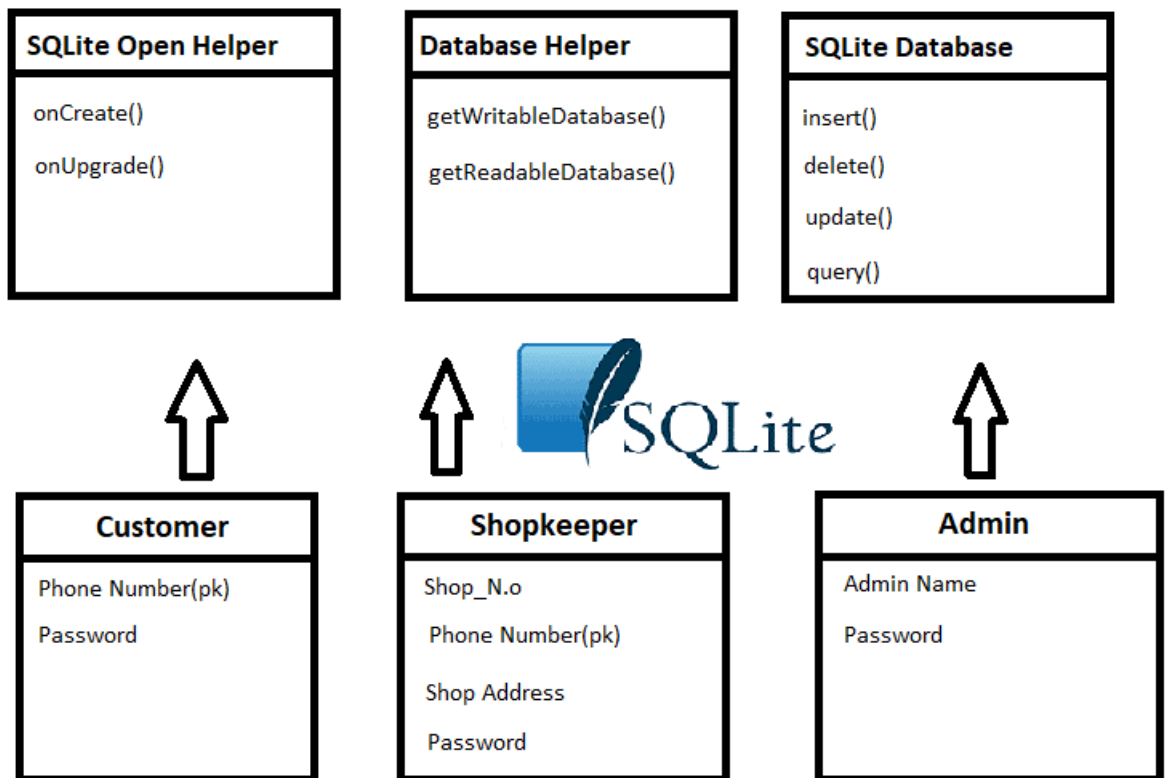 SQLite Open Helper
onCreate()
onUpgrade()
Database Helper
getWritableDatabase()
getReadableDatabase()
SQLite Database
insert()
delete()
update()
query()
SQLite
Customer
Phone Number(pk)
Password
Shopkeeper
Shop_N.o
Phone Number(pk)
Shop Address
Password
Admin
Admin Name
Password